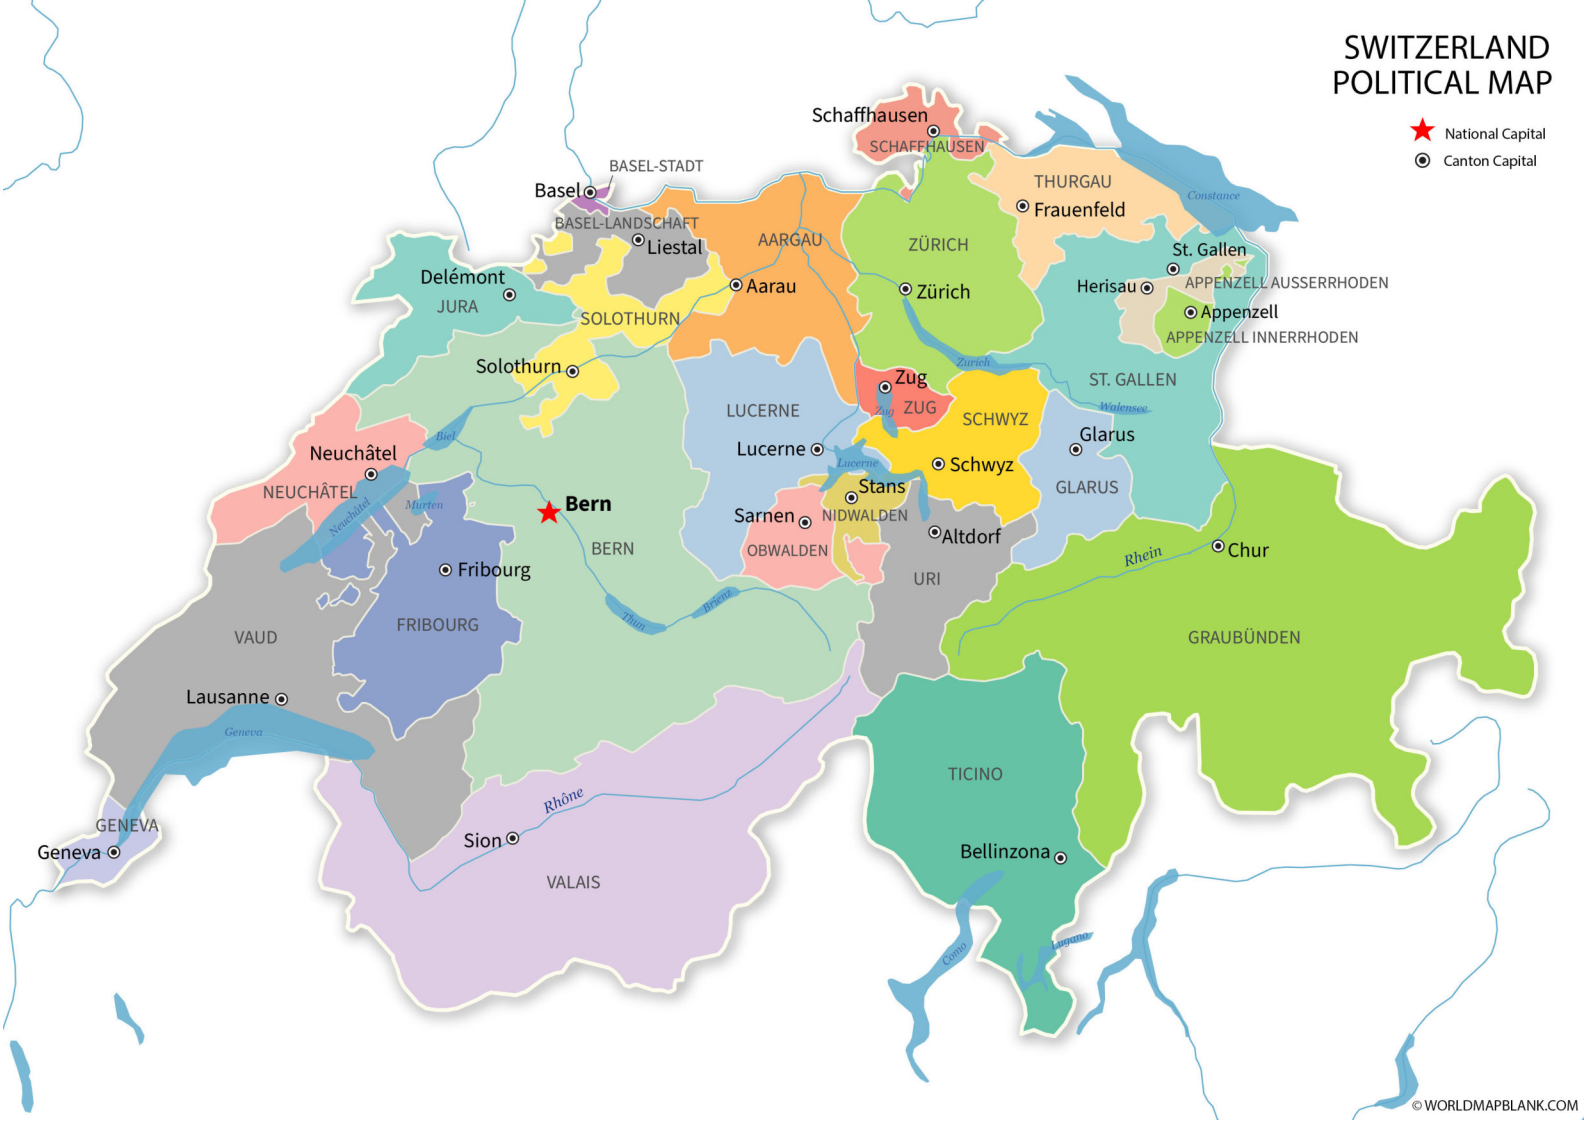 SWITZERLAND
POLITICAL MAP
National Capital
Canton Capital
Schaffhausen
SCHAFFHAUSEN
BASEL-STADT
Basel
THURGAU
Constance
Frauenfeld
BASEL-LANDSCHAFT
Liestal
AARGAU
ZÜRICH
St. Gallen
Delémont
JURA
Aarau
Zürich
Herisau
APPENZELL AUSSERRHODEN
Appenzell
APPENZELL INNERRHODEN
SOLOTHURN
Solothurn
Zurich
Zug
ZUG
Zug
ST. GALLEN
Walensee
LUCERNE
SCHWYZ
Biel
Neuchâtel
Lucerne
Lucerne
Glarus
Schwyz
GLARUS
NEUCHÂTEL
Neuchâtel
Murten
Bern
Stans
Sarnen
NIDWALDEN
Altdorf
BERN
OBWALDEN
Rhein
Chur
Fribourg
URI
FRIBOURG
Thun
Brienz
VAUD
GRAUBÜNDEN
Lausanne
Geneva
TICINO
Rhône
GENEVA
Geneva
Sion
Bellinzona
VALAIS
Como
Lugano
© WORLDMAPBLANK.COM